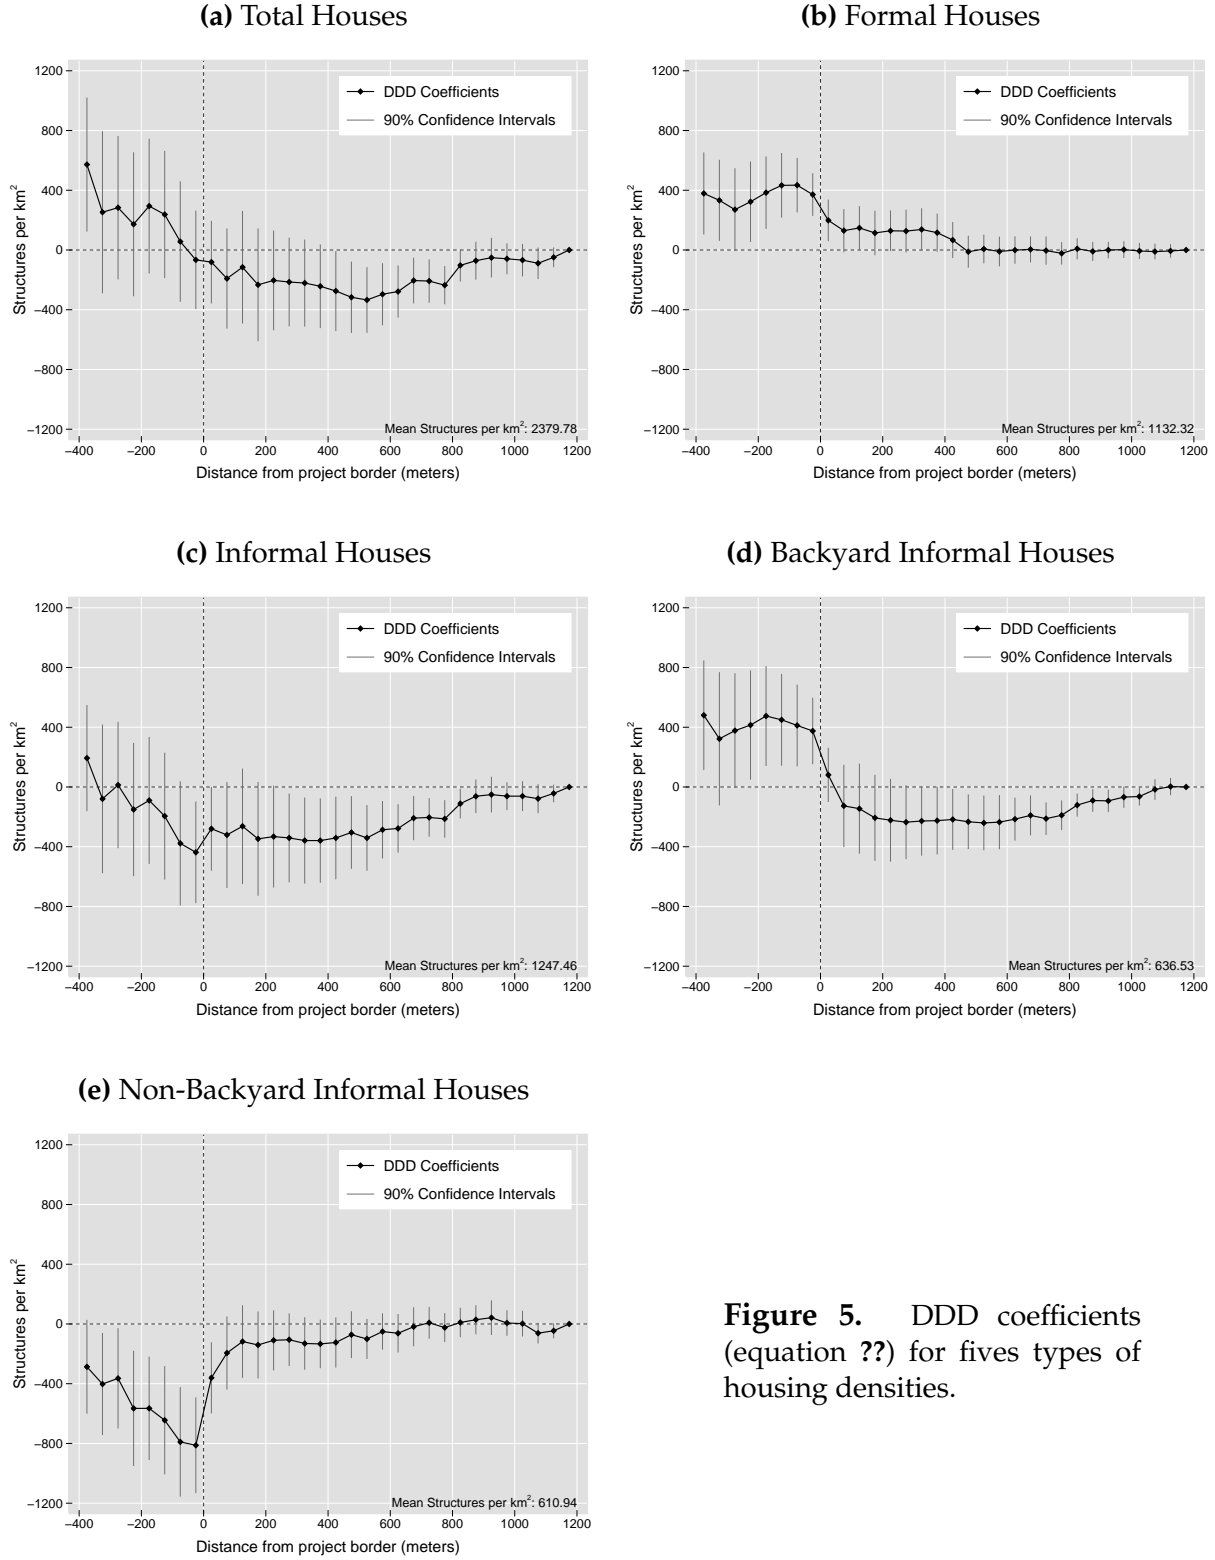 (a) Total Houses
1200
800
400
0
−400
−800
−1200
−400 −200 0 200 400 600 800 1000 1200
Structures per km²
Distance from project border (meters)
DDD Coefficients
90% Confidence Intervals
Mean Structures per km²: 2379.78
(b) Formal Houses
1200
800
400
0
−400
−800
−1200
−400 −200 0 200 400 600 800 1000 1200
Structures per km²
Distance from project border (meters)
DDD Coefficients
90% Confidence Intervals
Mean Structures per km²: 1132.32
(c) Informal Houses
1200
800
400
0
−400
−800
−1200
−400 −200 0 200 400 600 800 1000 1200
Structures per km²
Distance from project border (meters)
DDD Coefficients
90% Confidence Intervals
Mean Structures per km²: 1247.46
(d) Backyard Informal Houses
1200
800
400
0
−400
−800
−1200
−400 −200 0 200 400 600 800 1000 1200
Structures per km²
Distance from project border (meters)
DDD Coefficients
90% Confidence Intervals
Mean Structures per km²: 636.53
(e) Non-Backyard Informal Houses
1200
800
400
0
−400
−800
−1200
−400 −200 0 200 400 600 800 1000 1200
Structures per km²
Distance from project border (meters)
DDD Coefficients
90% Confidence Intervals
Mean Structures per km²: 610.94
Figure 5. DDD coefficients
(equation ??) for fives types of
housing densities.